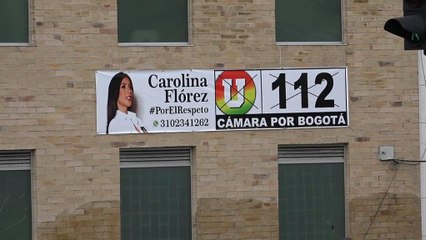 Carolina
Flórez
#PorElRespeto
3102341262
U
112
CÁMARA POR BOGOTÁ